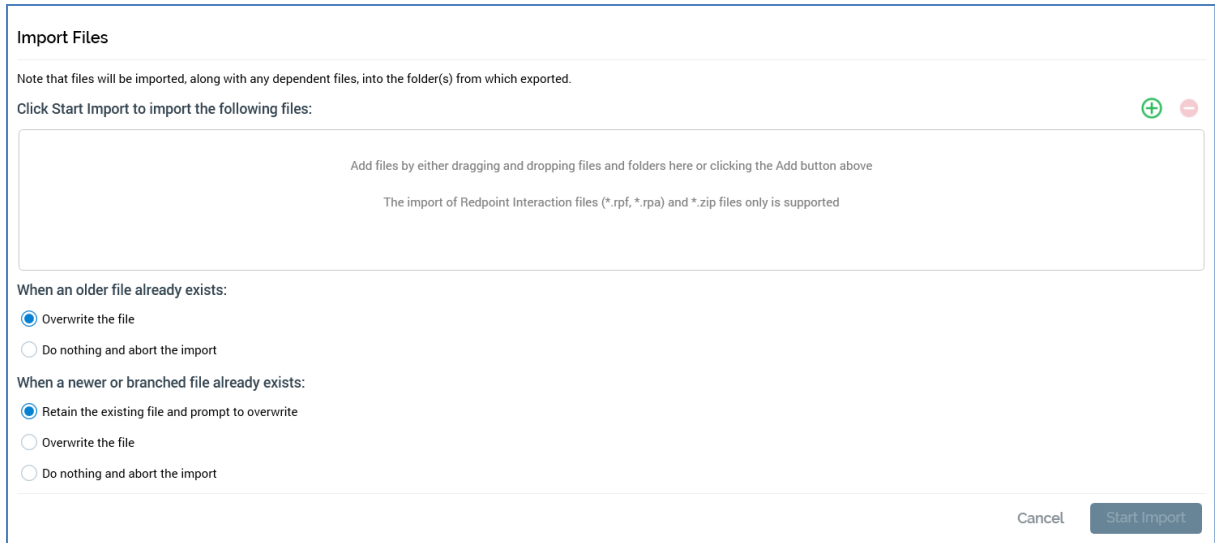 Import Files
Note that files will be imported, along with any dependent files, into the folder(s) from which exported.
Click Start Import to import the following files:
Add files by either dragging and dropping files and folders here or clicking the Add button above
The import of Redpoint Interaction files (*.rpf, *.rpa) and *.zip files only is supported
When an older file already exists:
Overwrite the file
Do nothing and abort the import
When a newer or branched file already exists:
Retain the existing file and prompt to overwrite
Overwrite the file
Do nothing and abort the import
Cancel Start Import